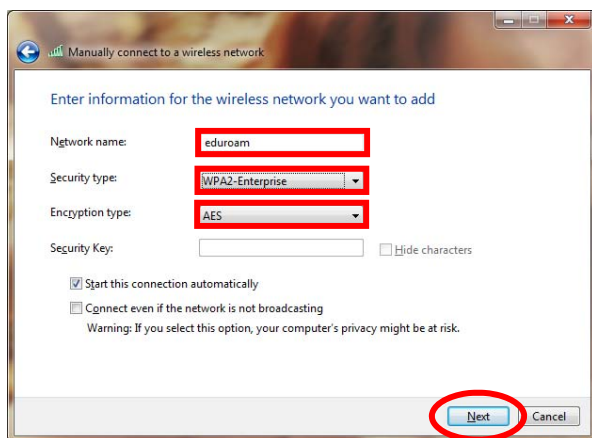 Manually connect to a wireless network
Enter information for the wireless network you want to add
Network name: eduroam
Security type: WPA2-Enterprise
Encryption type: AES
Security Key: Hide characters
Start this connection automatically
Connect even if the network is not broadcasting
Warning: If you select this option, your computer's privacy might be at risk.
Next Cancel